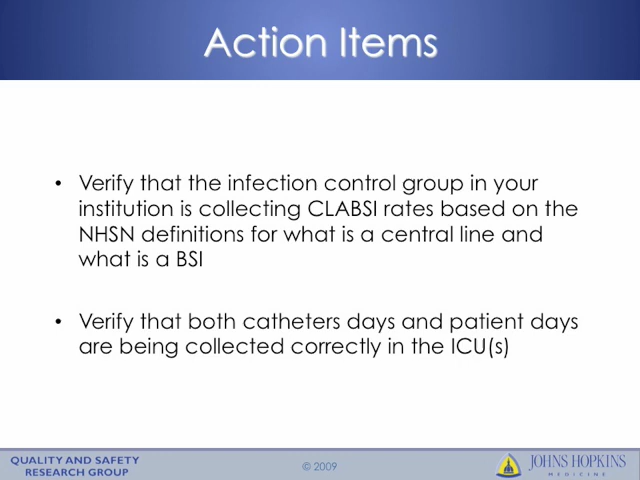 Action Items
• Verify that the infection control group in your
institution is collecting CLABSI rates based on the
NHSN definitions for what is a central line and
what is a BSI
• Verify that both catheters days and patient days
are being collected correctly in the ICU(s)
QUALITY AND SAFETY
RESEARCH GROUP
© 2009
JOHNS HOPKINS
MEDICINE